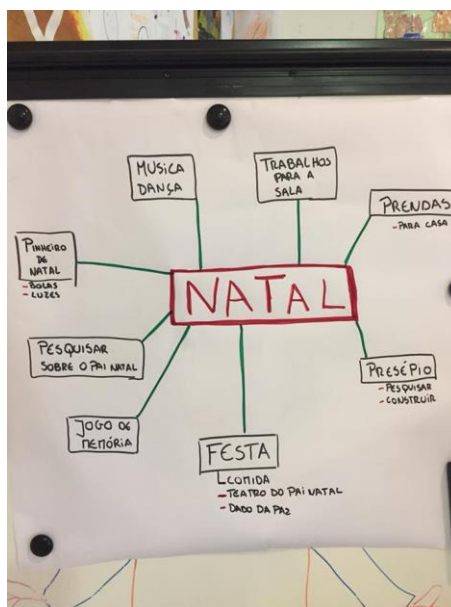 MUSICA
DANÇA
TRABALHOS
PARA A
SALA
PRENDAS
- PARA CASA
PINHEIRO
DE
NATAL
- BOLAS
- LUZES
NATAL
PESQUISAR
SOBRE O PAI NATAL
PRESÉPIO
- PESQUISAR
- CONSTRUIR
JOGO DE
MEMÓRIA
FESTA
COMIDA
- TEATRO DO PAI NATAL
- DADO DA PAZ